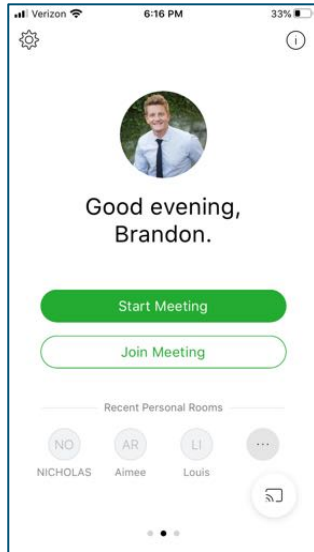 Verizon 6:16 PM 33%
Good evening,
Brandon.
Start Meeting
Join Meeting
Recent Personal Rooms
NO AR LI ...
NICHOLAS Aimee Louis